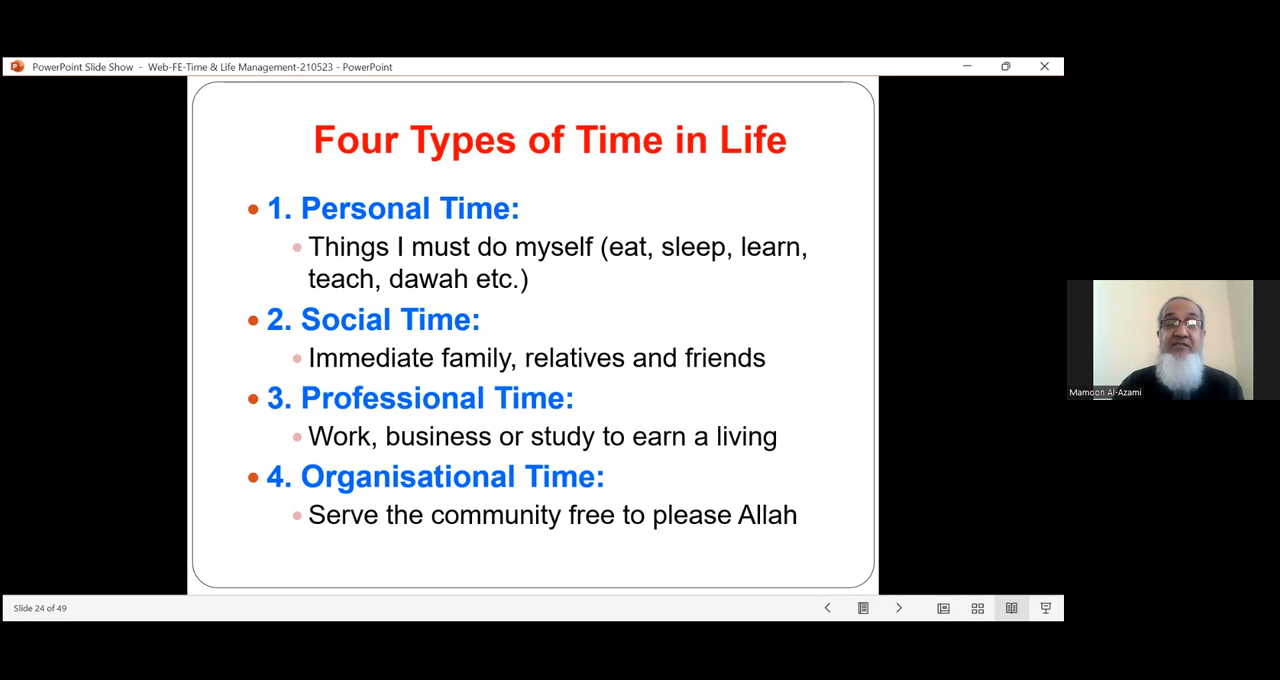 PowerPoint Slide Show - Web-FE-Time & Life Management-210523 - PowerPoint
Four Types of Time in Life
• 1. Personal Time:
• Things I must do myself (eat, sleep, learn,
teach, dawah etc.)
• 2. Social Time:
• Immediate family, relatives and friends
• 3. Professional Time:
• Work, business or study to earn a living
• 4. Organisational Time:
• Serve the community free to please Allah
Mamoon Al-Azami
Slide 24 of 49